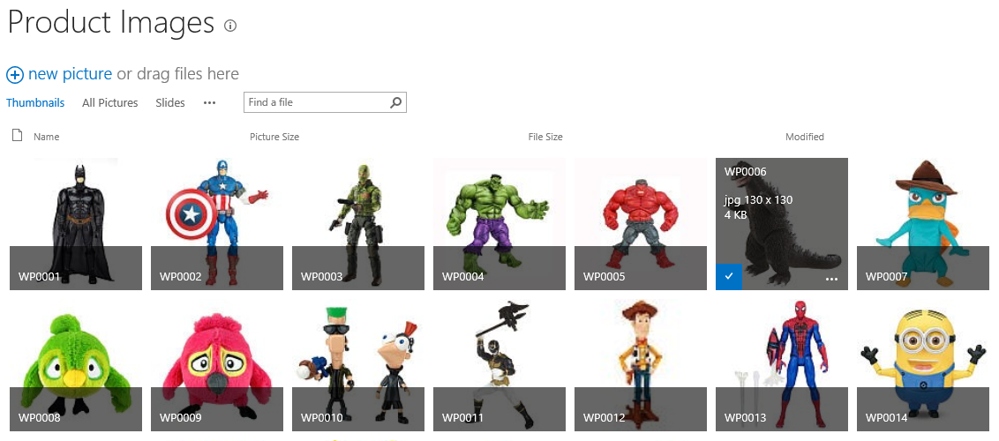 Product Images
new picture or drag files here
Thumbnails All Pictures Slides ...
Find a file
Name Picture Size File Size Modified
WP0001
WP0002
WP0003
WP0004
WP0005
WP0006
jpg 130 x 130
4 KB
...
WP0007
WP0008
WP0009
WP0010
WP0011
WP0012
WP0013
WP0014